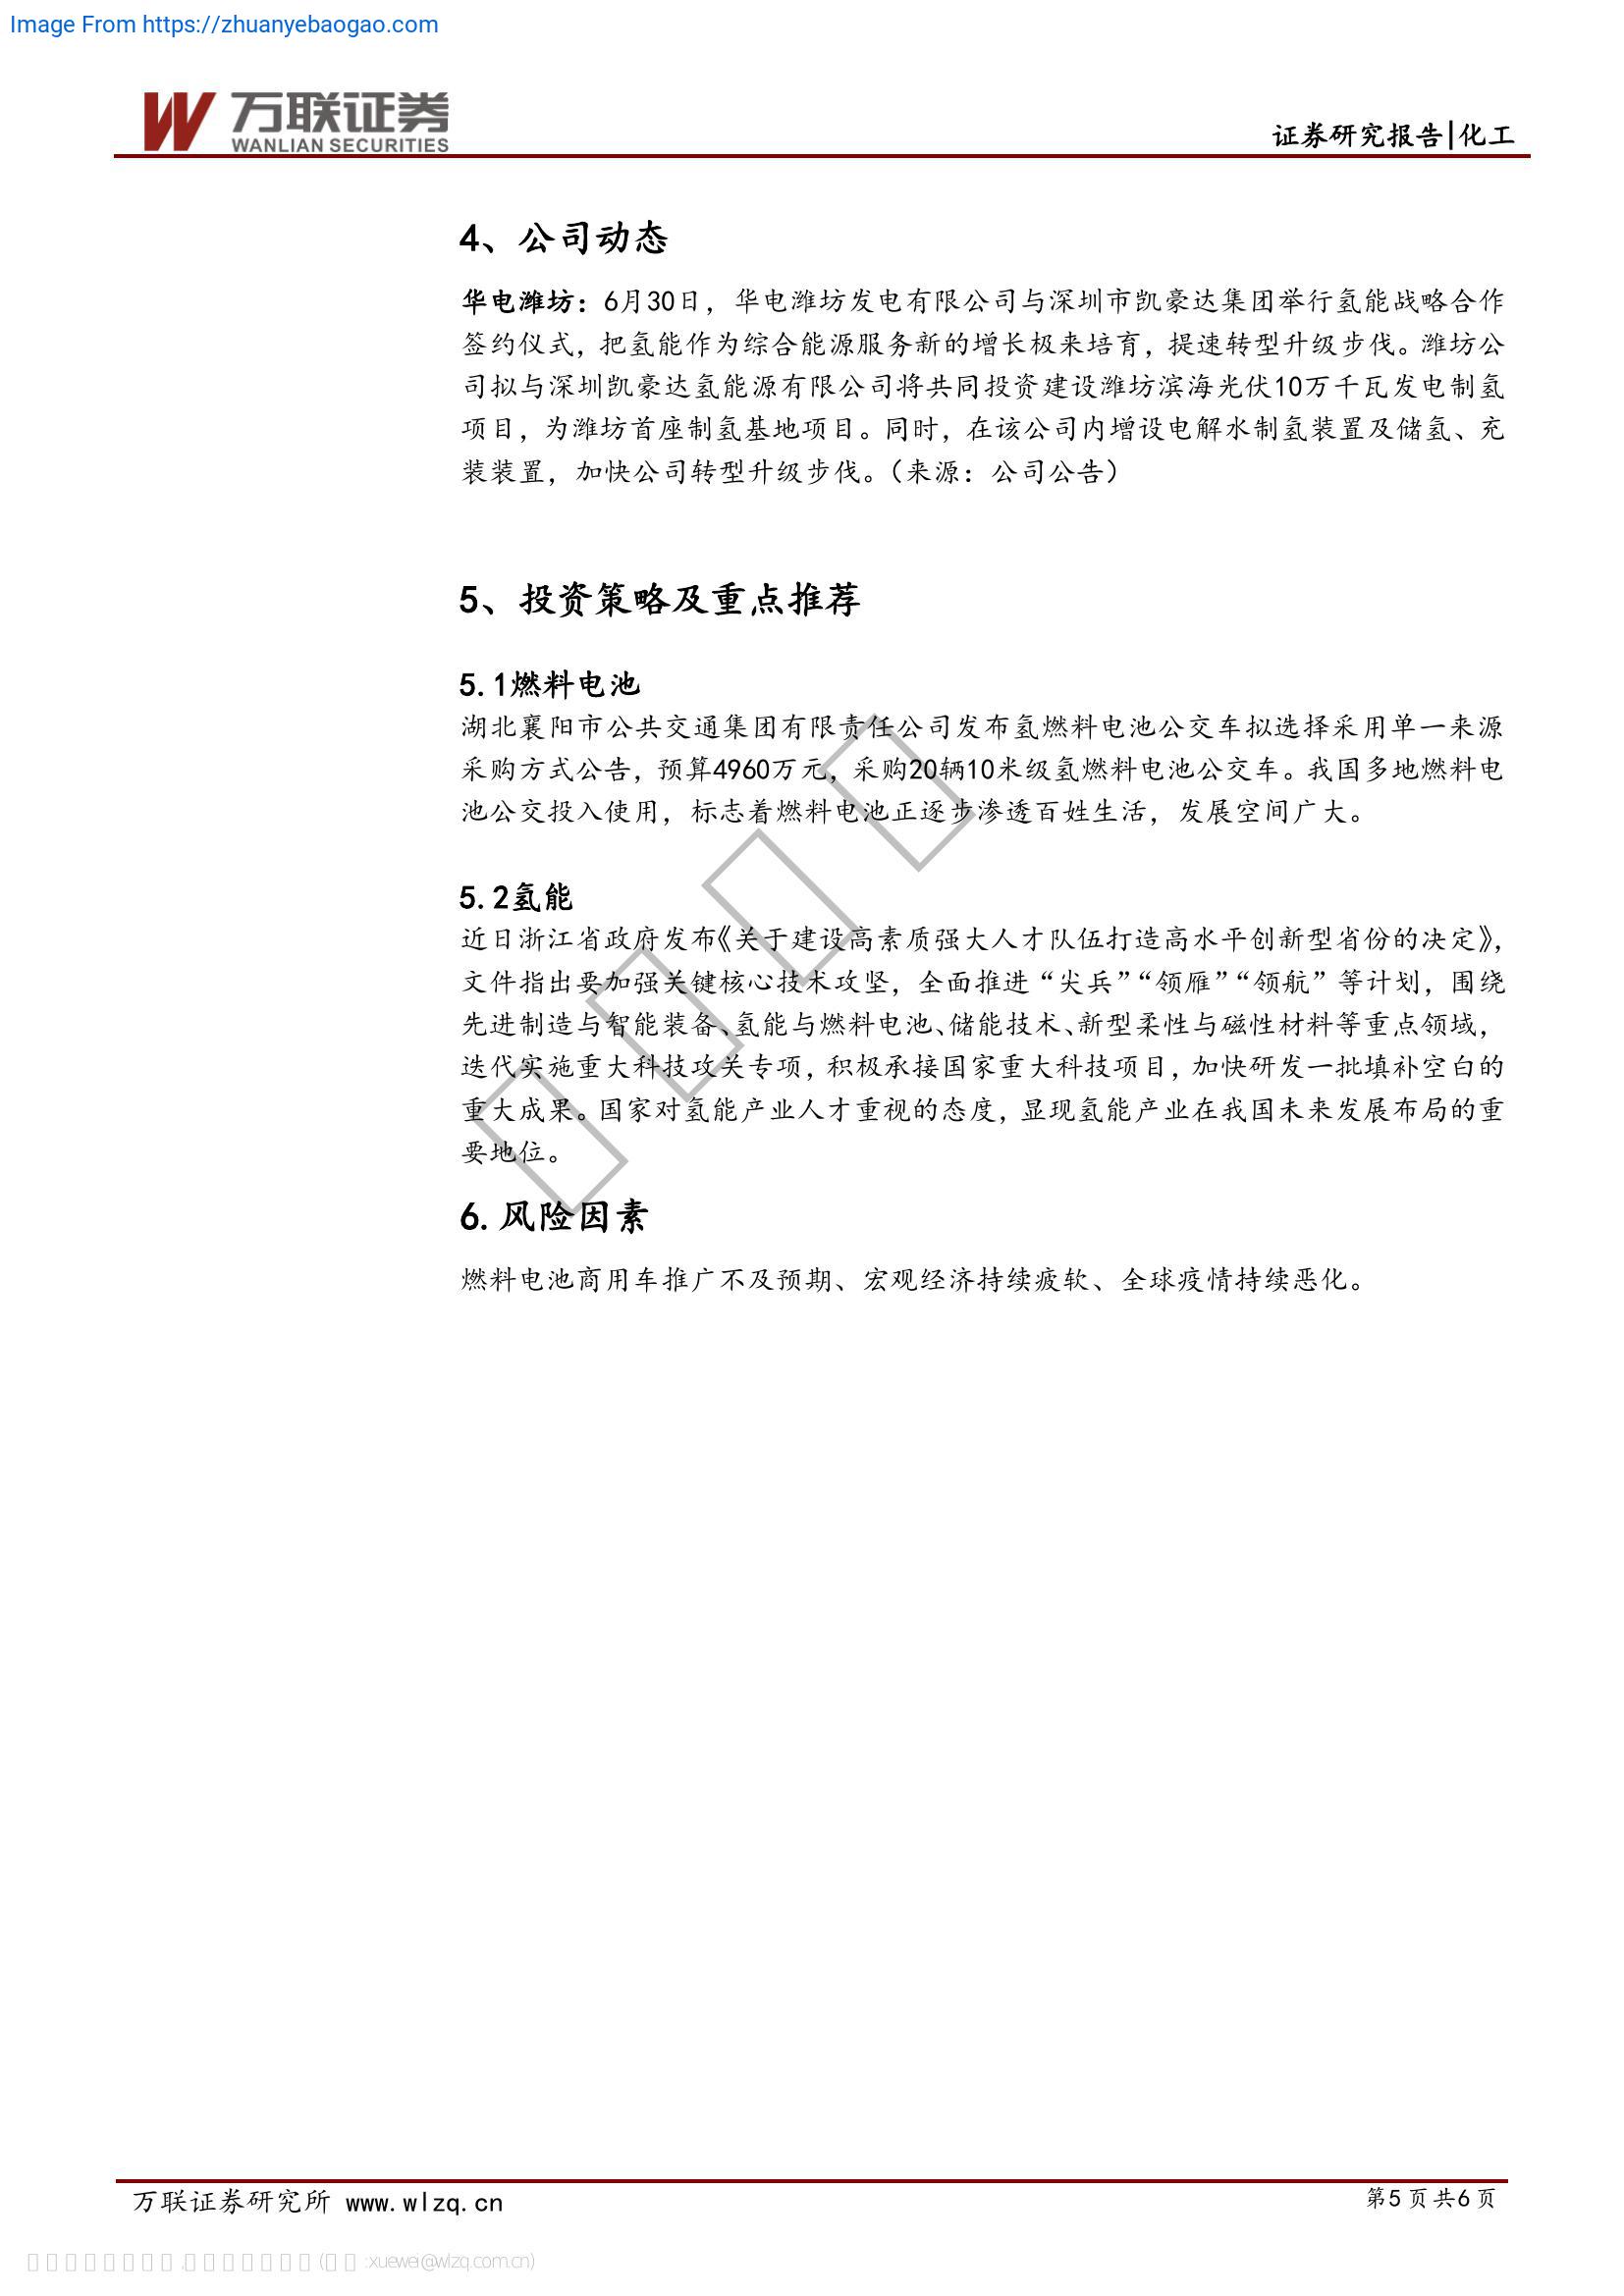 Image From https://zhuanyebaogao.com
万联证券
WANLIAN SECURITIES
证券研究报告|化工
4、公司动态
华电潍坊：6月30日，华电潍坊发电有限公司与深圳市凯豪达集团举行氢能战略合作
签约仪式，把氢能作为综合能源服务新的增长极来培育，提速转型升级步伐。潍坊公
司拟与深圳凯豪达氢能源有限公司将共同投资建设潍坊滨海光伏10万千瓦发电制氢
项目，为潍坊首座制氢基地项目。同时，在该公司内增设电解水制氢装置及储氢、充
装装置，加快公司转型升级步伐。（来源：公司公告）
5、投资策略及重点推荐
5.1燃料电池
湖北襄阳市公共交通集团有限责任公司发布氢燃料电池公交车拟选择采用单一来源
采购方式公告，预算4960万元，采购20辆10米级氢燃料电池公交车。我国多地燃料电
池公交投入使用，标志着燃料电池正逐步渗透百姓生活，发展空间广大。
5.2氢能
近日浙江省政府发布《关于建设高素质强大人才队伍打造高水平创新型省份的决定》，
文件指出要加强关键核心技术攻坚，全面推进“尖兵”“领雁”“领航”等计划，围绕
先进制造与智能装备、氢能与燃料电池、储能技术、新型柔性与磁性材料等重点领域，
迭代实施重大科技攻关专项，积极承接国家重大科技项目，加快研发一批填补空白的
重大成果。国家对氢能产业人才重视的态度，显现氢能产业在我国未来发展布局的重
要地位。
6.风险因素
燃料电池商用车推广不及预期、宏观经济持续疲软、全球疫情持续恶化。
万联证券研究所 www.wlzq.cn
第5页共6页
:xuewei@wlzq.com.cn)